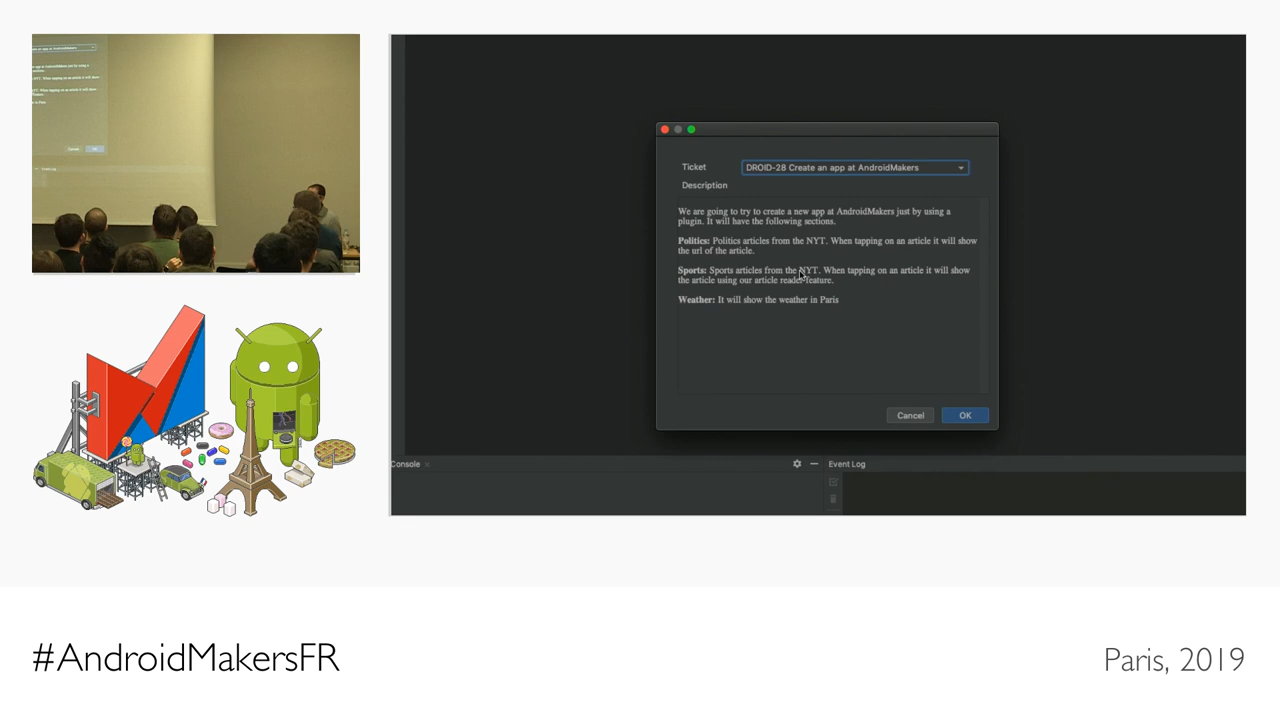 Ticket
DROID-28 Create an app at AndroidMakers
Description
We are going to try to create a new app at AndroidMakers just by using a
plugin. It will have the following sections.
Politics: Politics articles from the NYT. When tapping on an article it will show
the url of the article.
Sports: Sports articles from the NYT. When tapping on an article it will show
the article using our article reader feature.
Weather: It will show the weather in Paris
Cancel
OK
Console
Event Log
#AndroidMakersFR
Paris, 2019